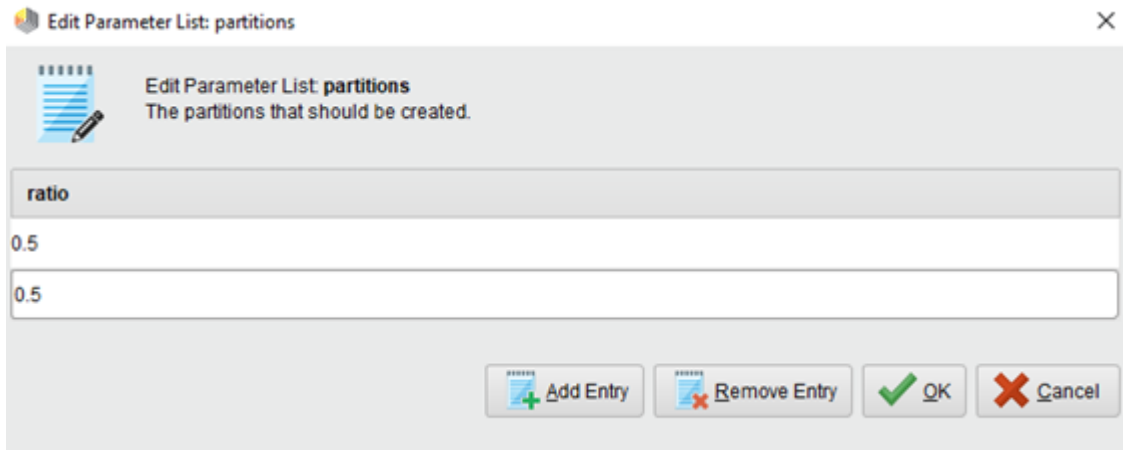 Edit Parameter List: partitions
Edit Parameter List: partitions
The partitions that should be created.
ratio
0.5
0.5
Add Entry Remove Entry OK Cancel